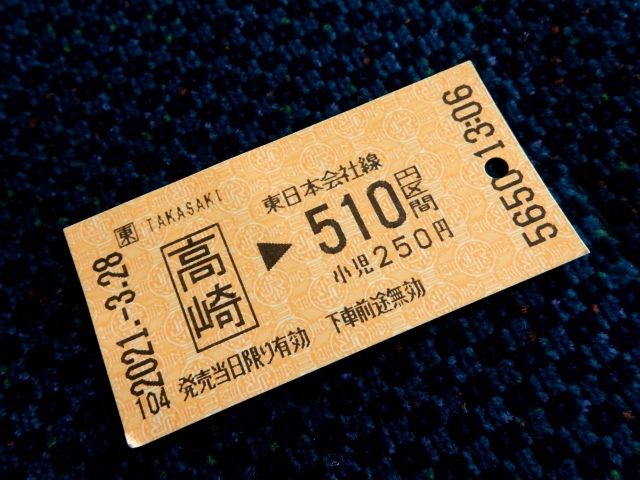 東 TAKASAKI
高崎
東日本会社線
▶ 510円区間
小児250円
発売当日限り有効 下車前途無効
2021.-3.28
104
5650 13:06